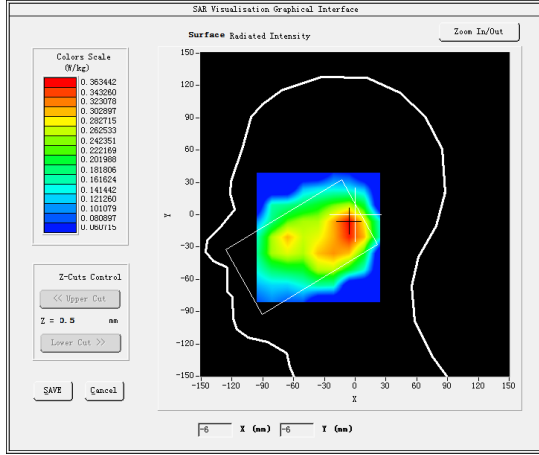 SAR Visualisation Graphical Interface
Surface Radiated Intensity
Zoom In/Out
Colors Scale
(W/kg)
0.363442
0.343260
0.323078
0.302897
0.282715
0.262533
0.242351
0.222169
0.201988
0.181806
0.161624
0.141442
0.121260
0.101079
0.080897
0.060715
Z-Cuts Control
<< Upper Cut
Z = 3.5 mm
Lower Cut >>
SAVE Cancel
150
120
90
60
30
0
-30
-60
-90
-120
-150
Y
-150 -120 -90 -60 -30 0 30 60 90 120 150
X
-6 X (mm) -6 Y (mm)